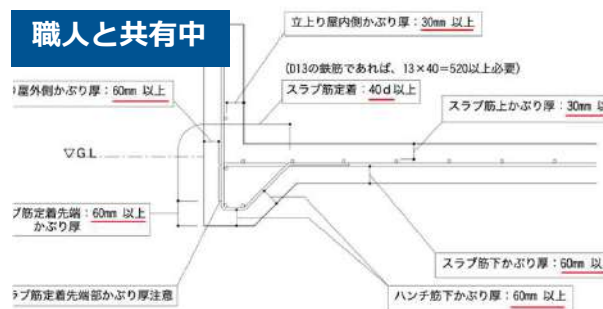 職人と共有中
立上り屋内側かぶり厚：30mm 以上
(D13の鉄筋であれば、13×40=520以上必要)
スラブ筋定着：40d以上
屋外側かぶり厚：60mm 以上
スラブ筋上かぶり厚：30mm 以
▽GL
ブ筋定着先端：60mm 以上
かぶり厚
スラブ筋下かぶり厚：60mm 以
ラブ筋定着先端部かぶり厚注意
ハンチ筋下かぶり厚：60mm 以上